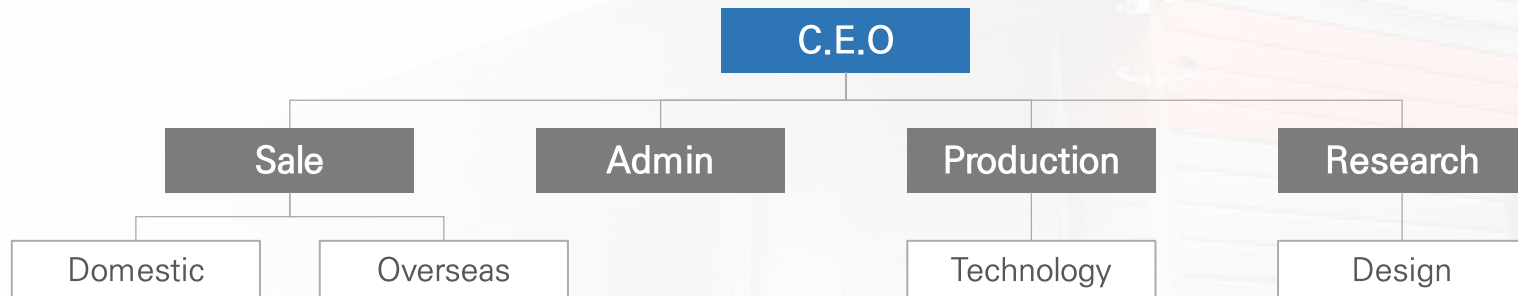 C.E.O
Sale
Admin
Production
Research
Domestic
Overseas
Technology
Design